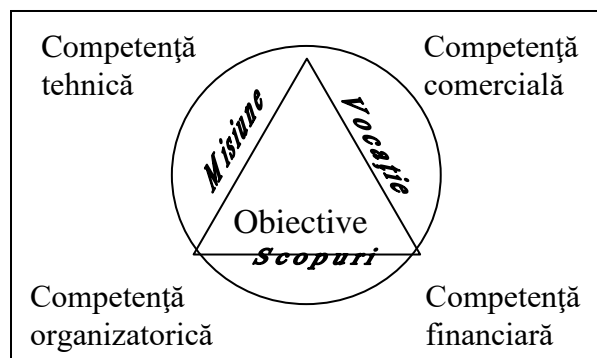 Competenţă
tehnică
Competenţă
comercială
Misiune
Vocaţie
Obiective
Scopuri
Competenţă
organizatorică
Competenţă
financiară